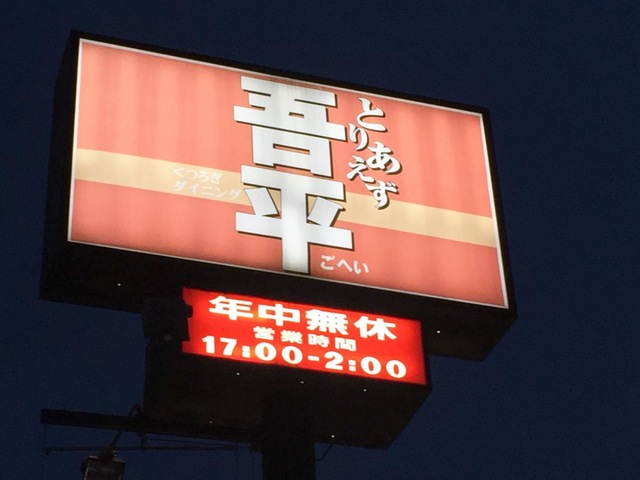 とりあえず
吾平
ごへい
くつろぎ
ダイニング
年中無休
営業時間
17:00-2:00